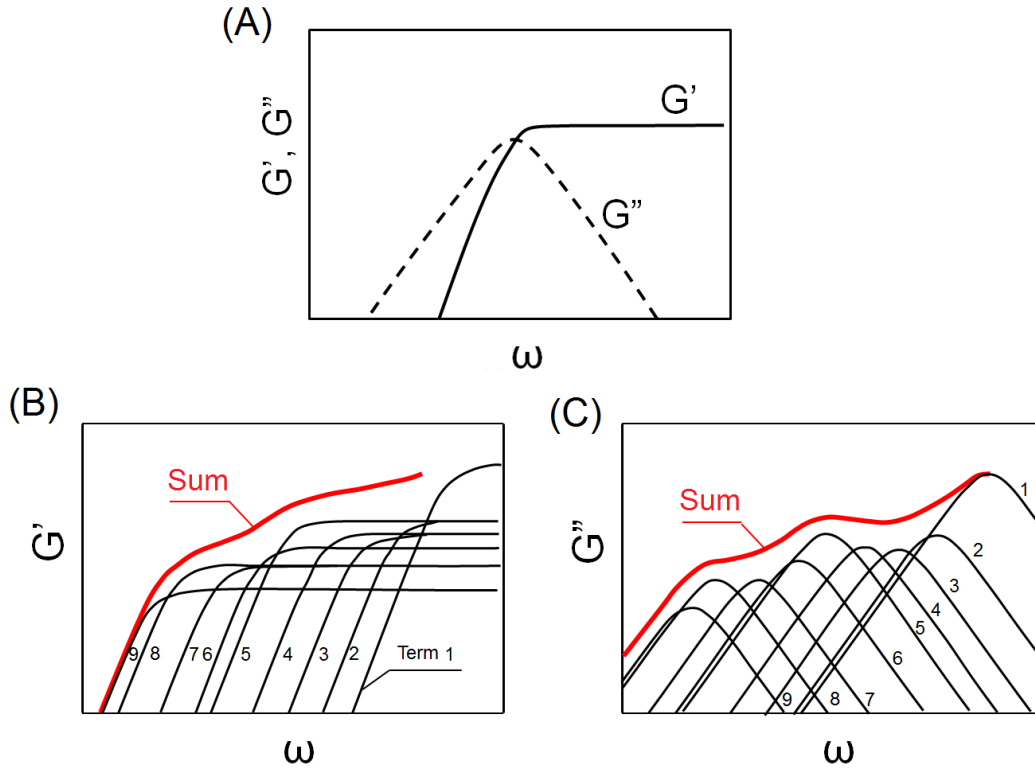 (A)
G', G"
G'
G"
ω
(B)
G'
Sum
9 8 7 6 5 4 3 2 Term 1
ω
(C)
G"
Sum
1
2
3
4
5
6
7
8
9
ω